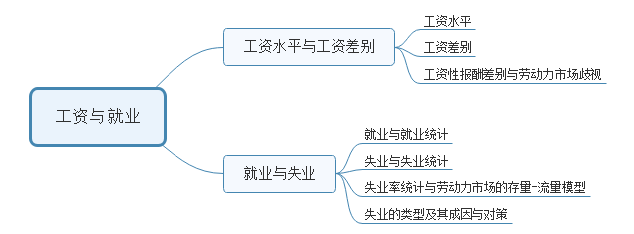 工资与就业
工资水平与工资差别
工资水平
工资差别
工资性报酬差别与劳动力市场歧视
就业与失业
就业与就业统计
失业与失业统计
失业率统计与劳动力市场的存量-流量模型
失业的类型及其成因与对策